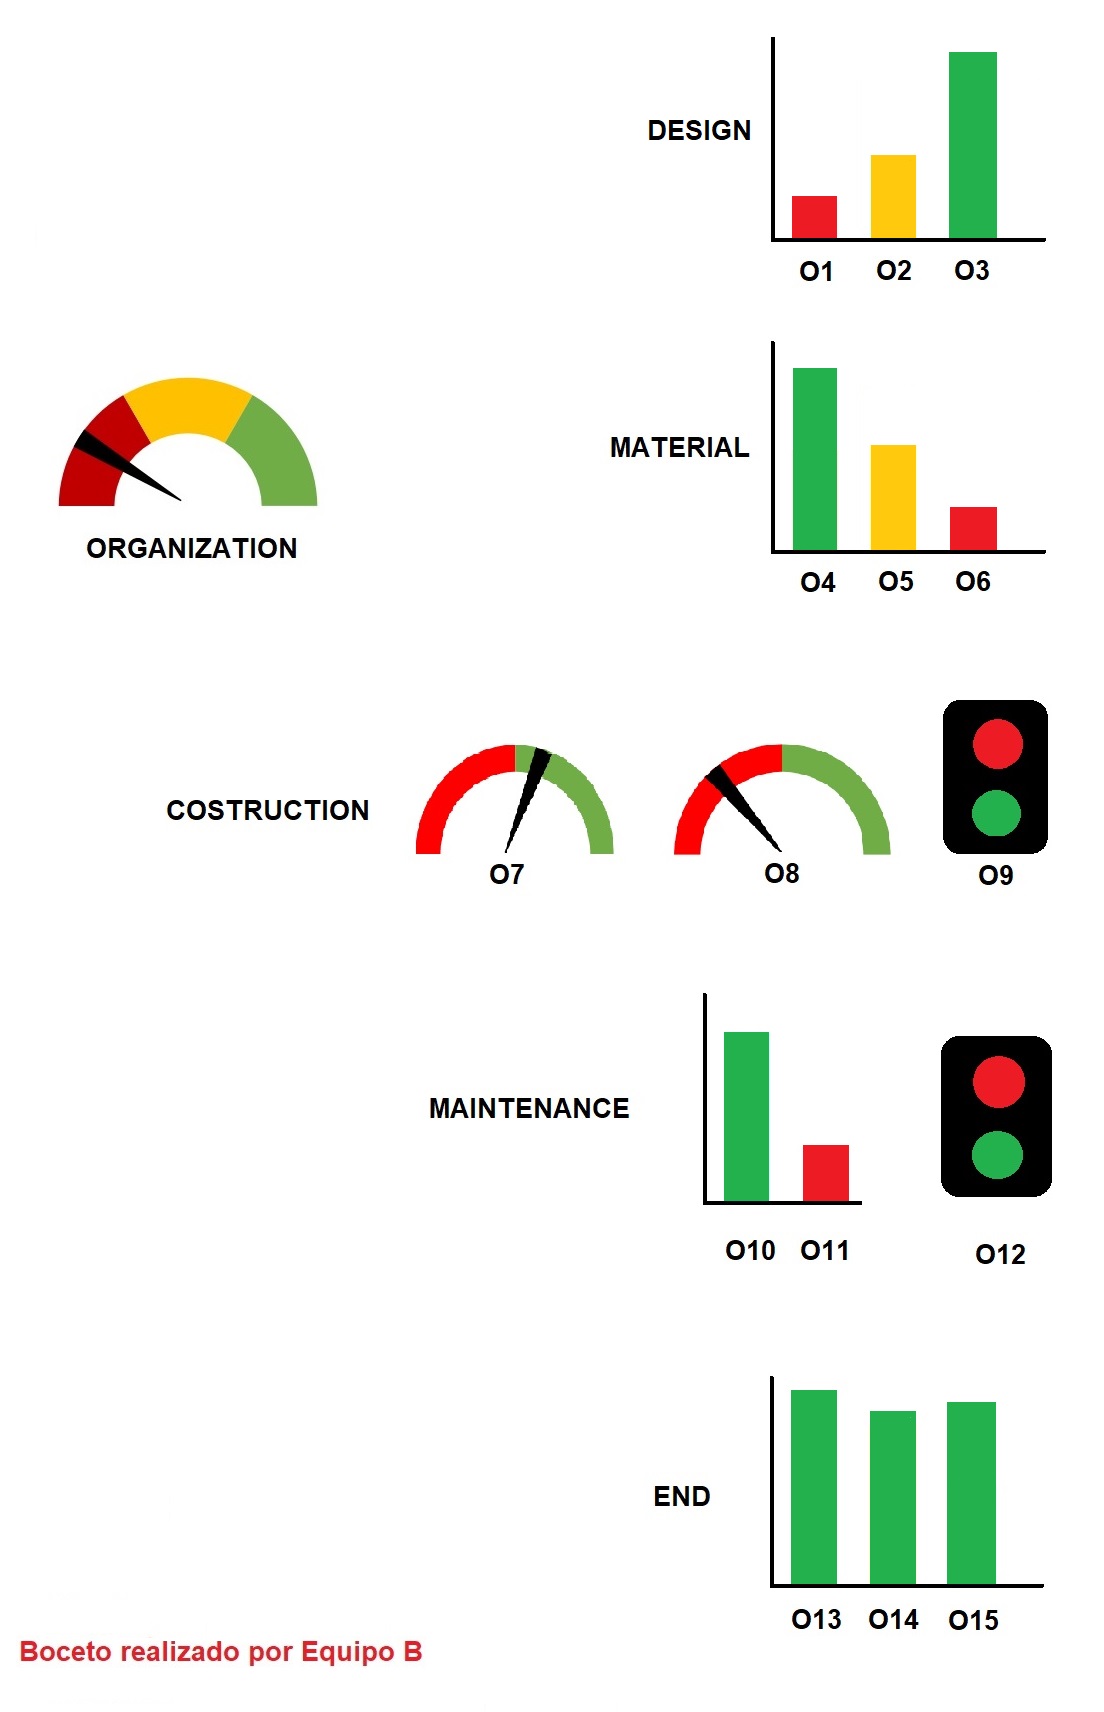 DESIGN
O1 O2 O3
MATERIAL
ORGANIZATION
O4 O5 O6
COSTRUCTION
O7 O8 O9
MAINTENANCE
O10 O11 O12
END
O13 O14 O15
Boceto realizado por Equipo B